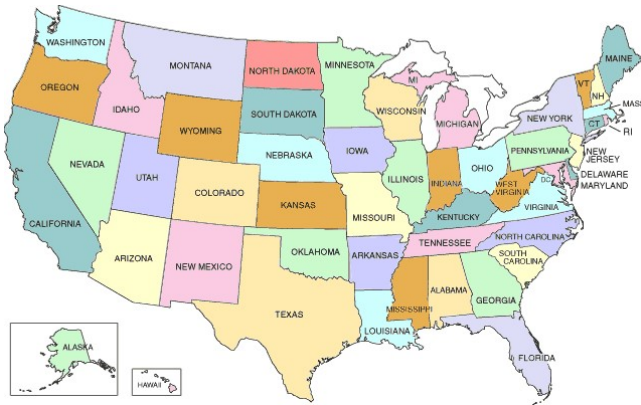 WASHINGTON
MAINE
MONTANA
NORTH DAKOTA
MINNESOTA
VT
NH
MI
OREGON
IDAHO
WISCONSIN
MAS
SOUTH DAKOTA
MICHIGAN
NEW YORK
CT
RI
WYOMING
NEBRASKA
IOWA
PENNSYLVANIA
NEW
JERSEY
NEVADA
UTAH
COLORADO
ILLINOIS
INDIANA
OHIO
WEST
VIRGINIA
DC
DELAWARE
MARYLAND
KANSAS
MISSOURI
KENTUCKY
VIRGINIA
CALIFORNIA
ARIZONA
NEW MEXICO
OKLAHOMA
ARKANSAS
TENNESSEE
NORTH CAROLINA
SOUTH
CAROLINA
TEXAS
LOUISIANA
MISSISSIPPI
ALABAMA
GEORGIA
FLORIDA
ALASKA
HAWAII